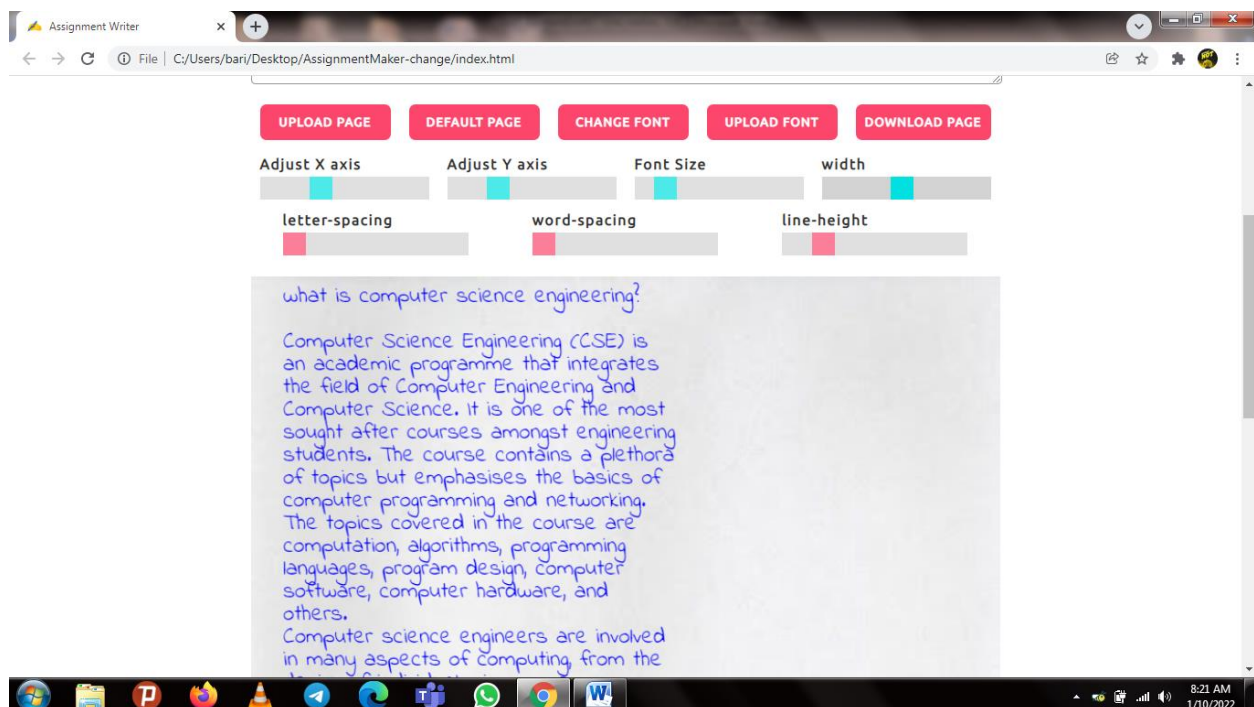 Assignment Writer
File | C:/Users/bari/Desktop/AssignmentMaker-change/index.html
UPLOAD PAGE DEFAULT PAGE CHANGE FONT UPLOAD FONT DOWNLOAD PAGE
Adjust X axis Adjust Y axis Font Size width
letter-spacing word-spacing line-height
what is computer science engineering?
Computer Science Engineering (CSE) is
an academic programme that integrates
the field of Computer Engineering and
Computer Science. It is one of the most
sought after courses amongst engineering
students. The course contains a plethora
of topics but emphasises the basics of
computer programming and networking.
The topics covered in the course are
computation, algorithms, programming
languages, program design, computer
software, computer hardware, and
others.
Computer science engineers are involved
in many aspects of computing, from the
8:21 AM
1/10/2022